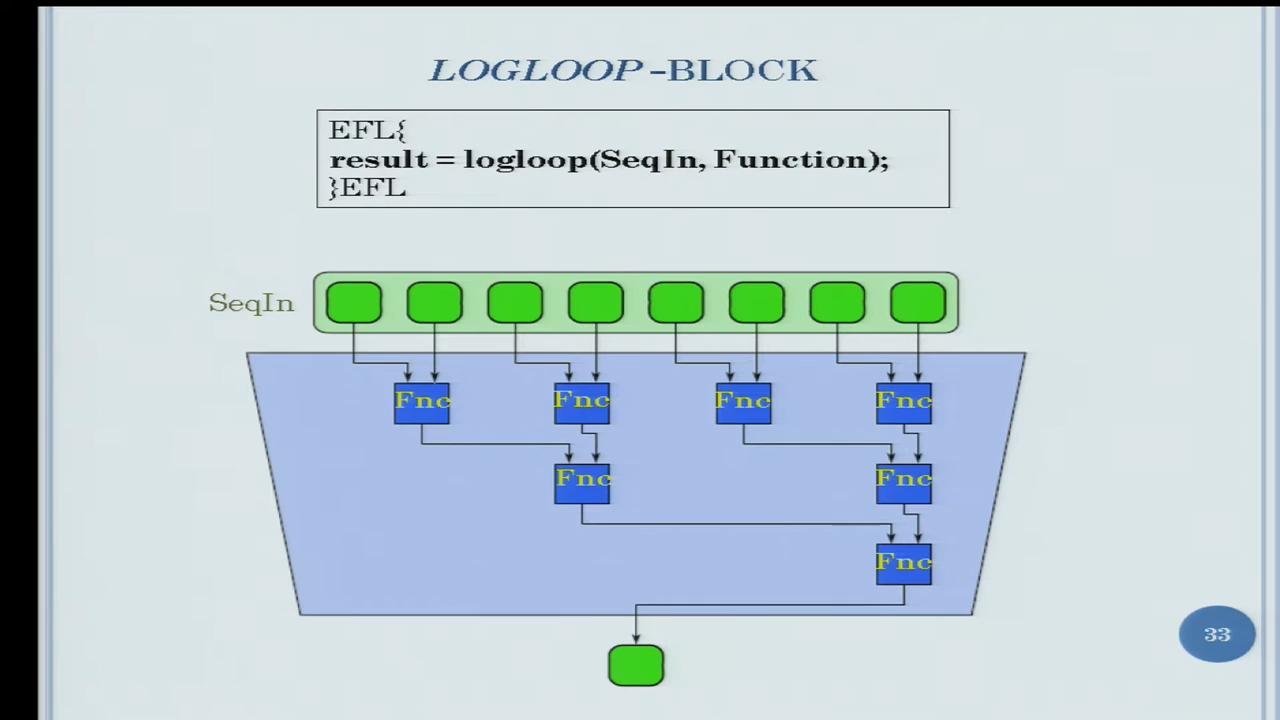 LOGLOOP-BLOCK
EFL{
result = logloop(SeqIn, Function);
}EFL
SeqIn
Fnc Fnc Fnc Fnc
Fnc Fnc
Fnc
33